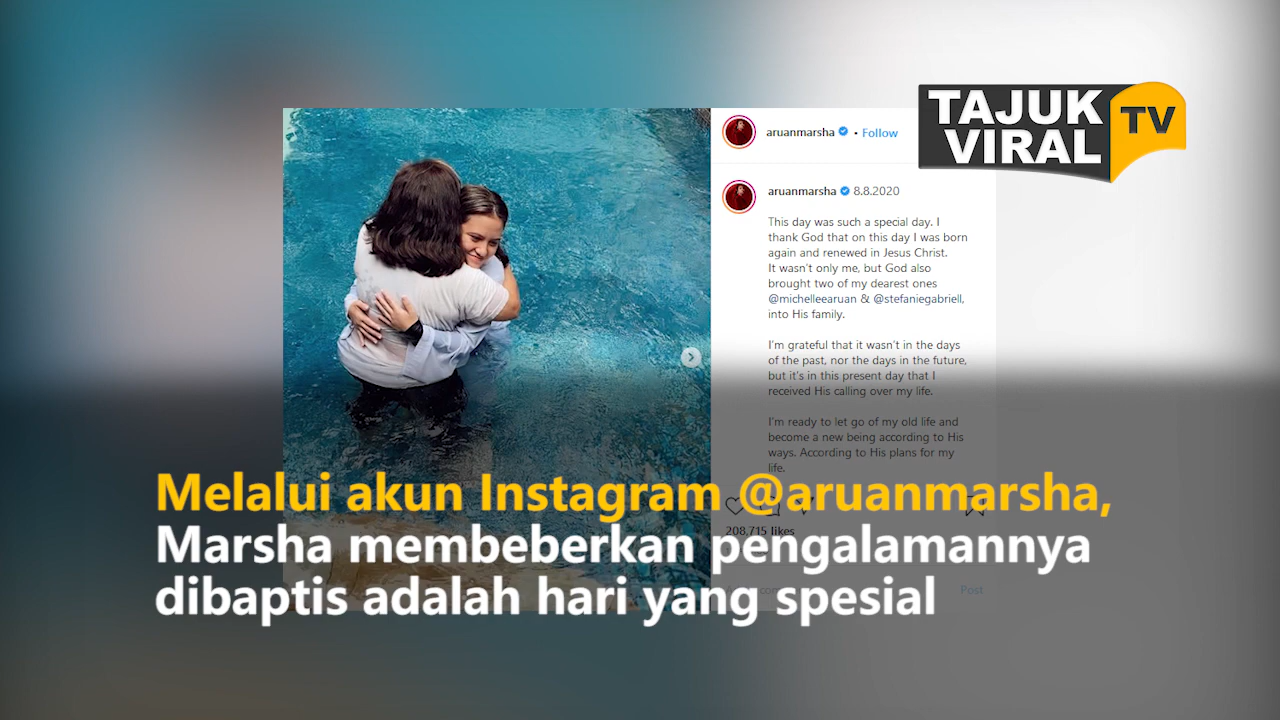 TAJUK
VIRAL
TV
aruanmarsha • Follow
aruanmarsha 8.8.2020
This day was such a special day. I
thank God that on this day I was born
again and renewed in Jesus Christ.
It wasn't only me, but God also
brought two of my dearest ones
@michelleearuan & @stefaniegabriell,
into His family.
I'm grateful that it wasn't in the days
of the past, nor the days in the future,
but it's in this present day that I
received His calling over my life.
I'm ready to let go of my old life and
become a new being according to His
ways. According to His plans for my
life.
208,715 likes
Post
Melalui akun Instagram @aruanmarsha,
Marsha membeberkan pengalamannya
dibaptis adalah hari yang spesial